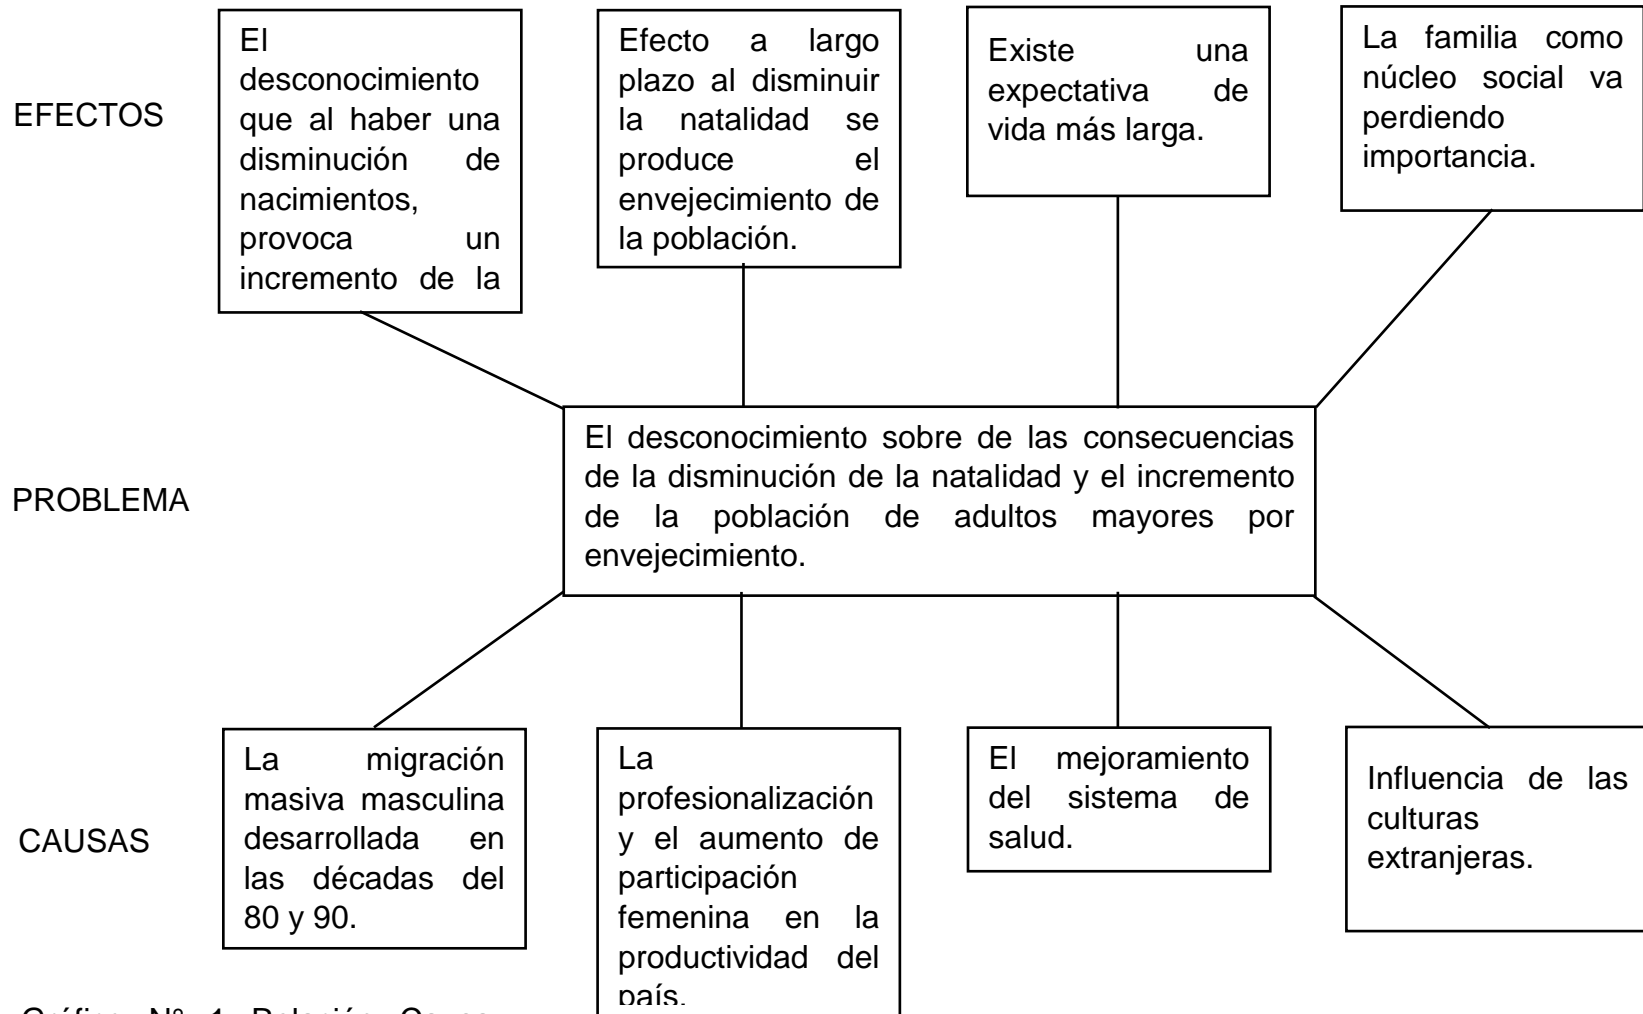 EFECTOS
El
desconocimiento
que al haber una
disminución de
nacimientos,
provoca un
incremento de la
Efecto a largo
plazo al disminuir
la natalidad se
produce el
envejecimiento de
la población.
Existe una
expectativa de
vida más larga.
La familia como
núcleo social va
perdiendo
importancia.
PROBLEMA
El desconocimiento sobre de las consecuencias
de la disminución de la natalidad y el incremento
de la población de adultos mayores por
envejecimiento.
CAUSAS
La migración
masiva masculina
desarrollada en
las décadas del
80 y 90.
La
profesionalización
y el aumento de
participación
femenina en la
productividad del
país.
El mejoramiento
del sistema de
salud.
Influencia de las
culturas
extranjeras.
Gráfico Nº 1 Relación Causa